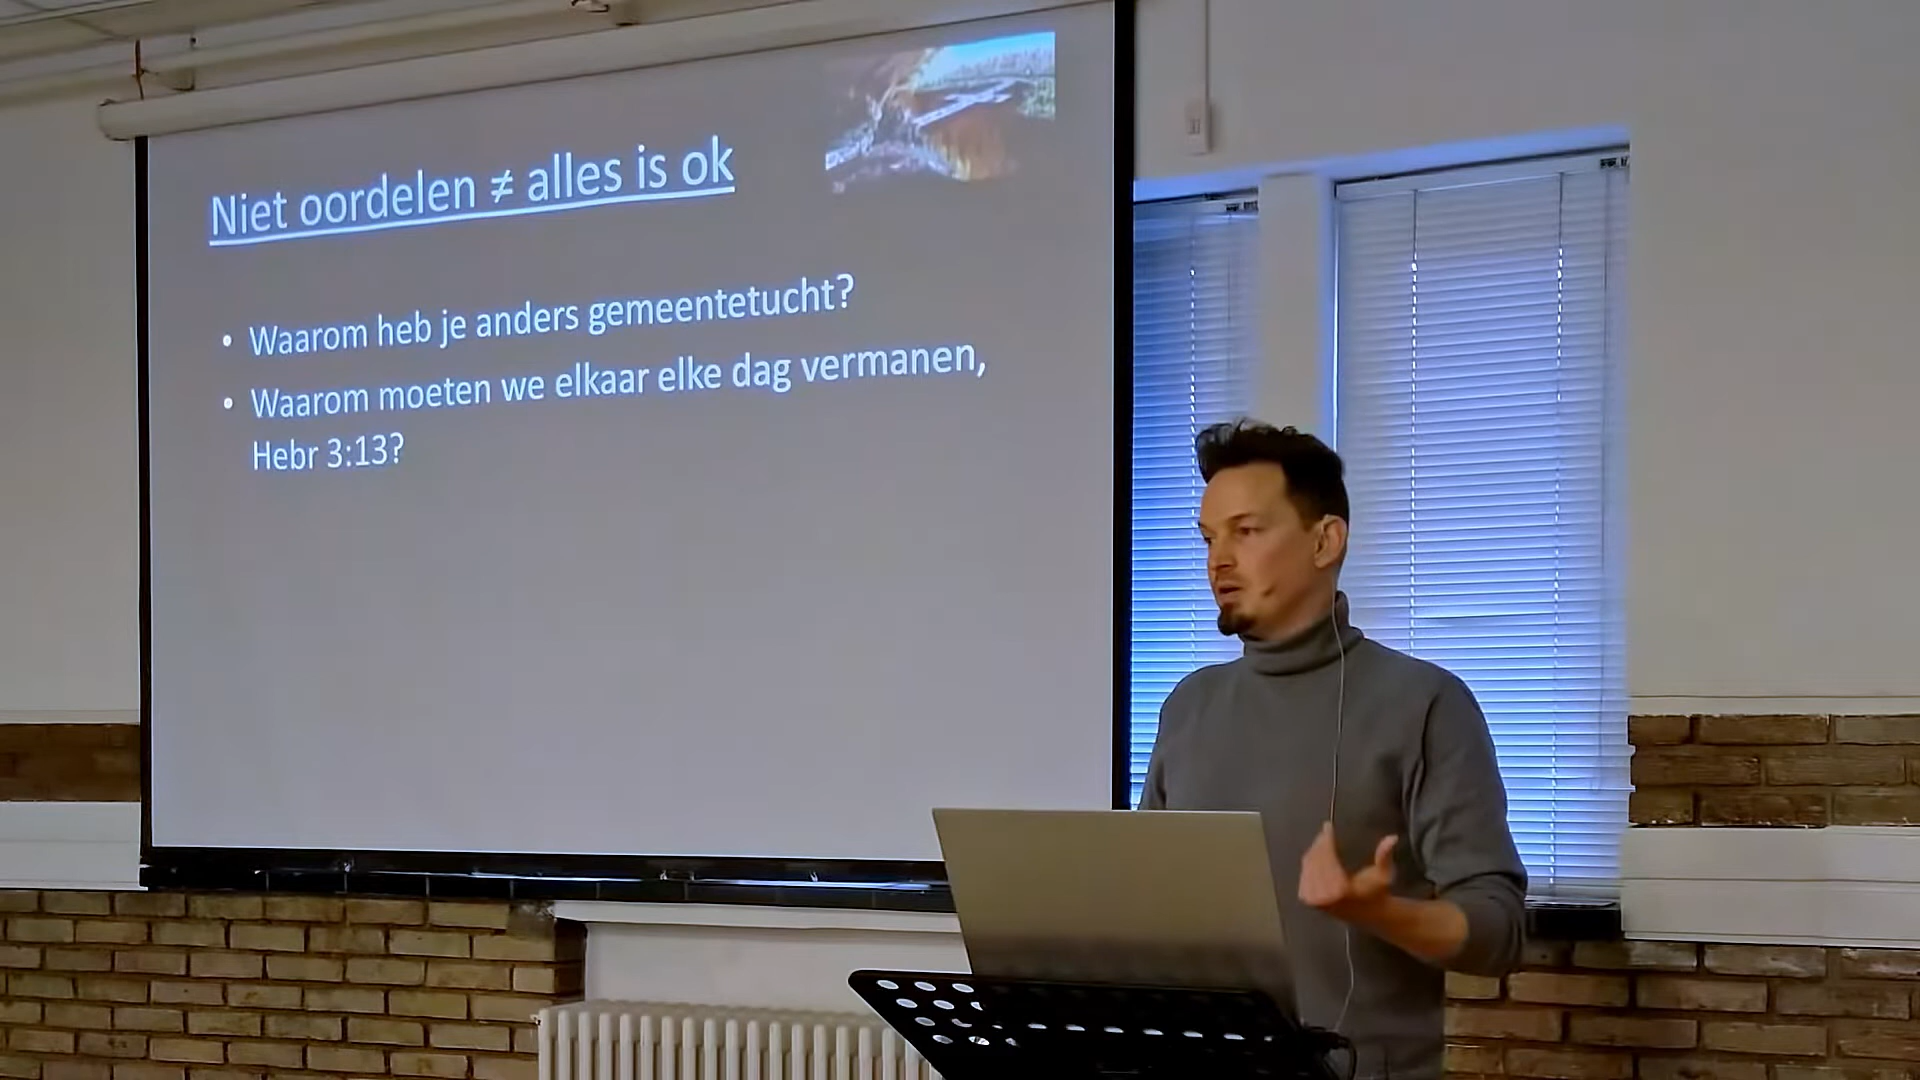 Niet oordelen ≠ alles is ok
• Waarom heb je anders gemeentetucht?
• Waarom moeten we elkaar elke dag vermanen,
Hebr 3:13?